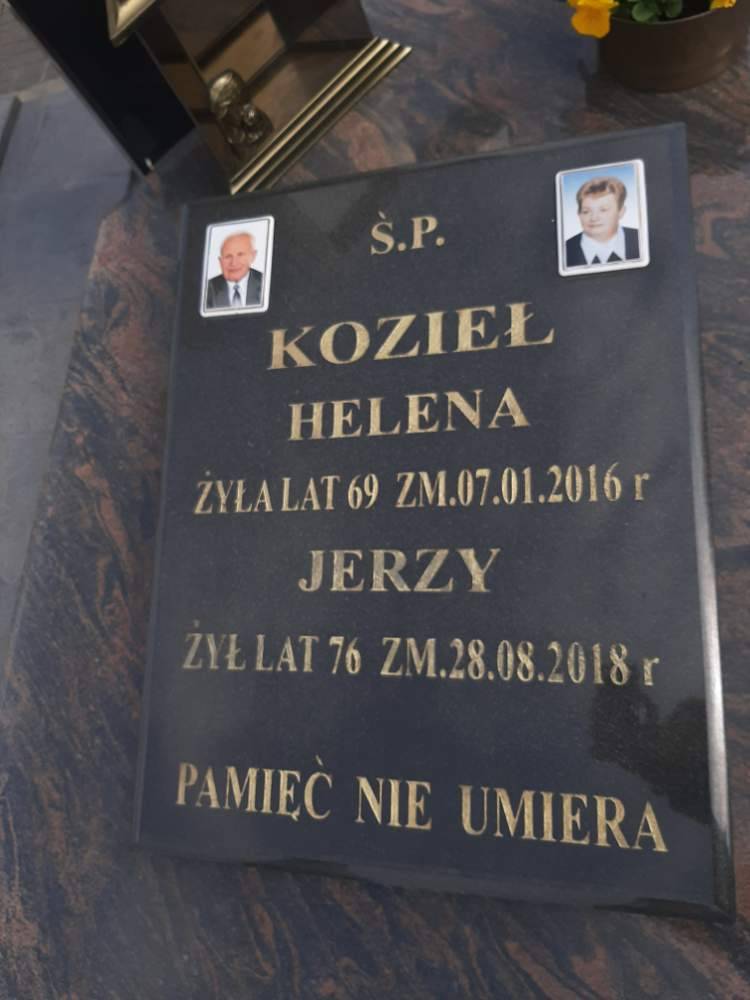 Ṡ.P.
KOZIEŁ
HELENA
ŻYŁA LAT 69 ZM.07.01.2016 r
JERZY
ŻYŁ LAT 76 ZM.28.08.2018 r
PAMIĘĊ NIE UMIERA